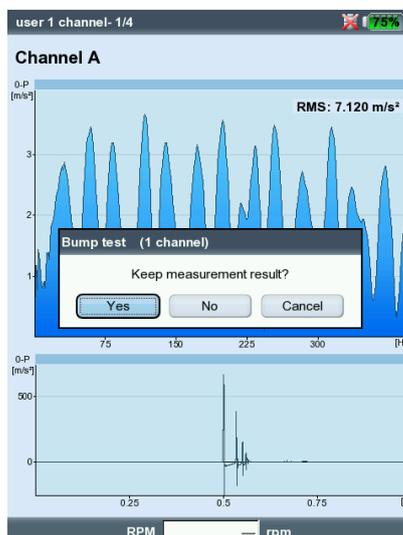 user 1 channel- 1/4
75%
Channel A
0-P
[m/s²]
RMS: 7.120 m/s²
3
2
1
Bump test (1 channel)
Keep measurement result?
Yes No Cancel
75 150 225 300 [H
0-P
[m/s²]
500
0
0.25 0.5 0.75 [
RPM — rpm